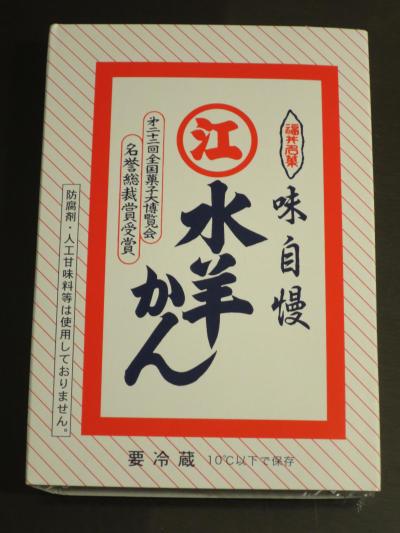 福井名菓
味自慢
江
水羊かん
第二十二回全国菓子大博覧会
名誉総裁賞受賞
防腐剤・人工甘味料等は使用しておりません。
要冷蔵 10℃以下で保存